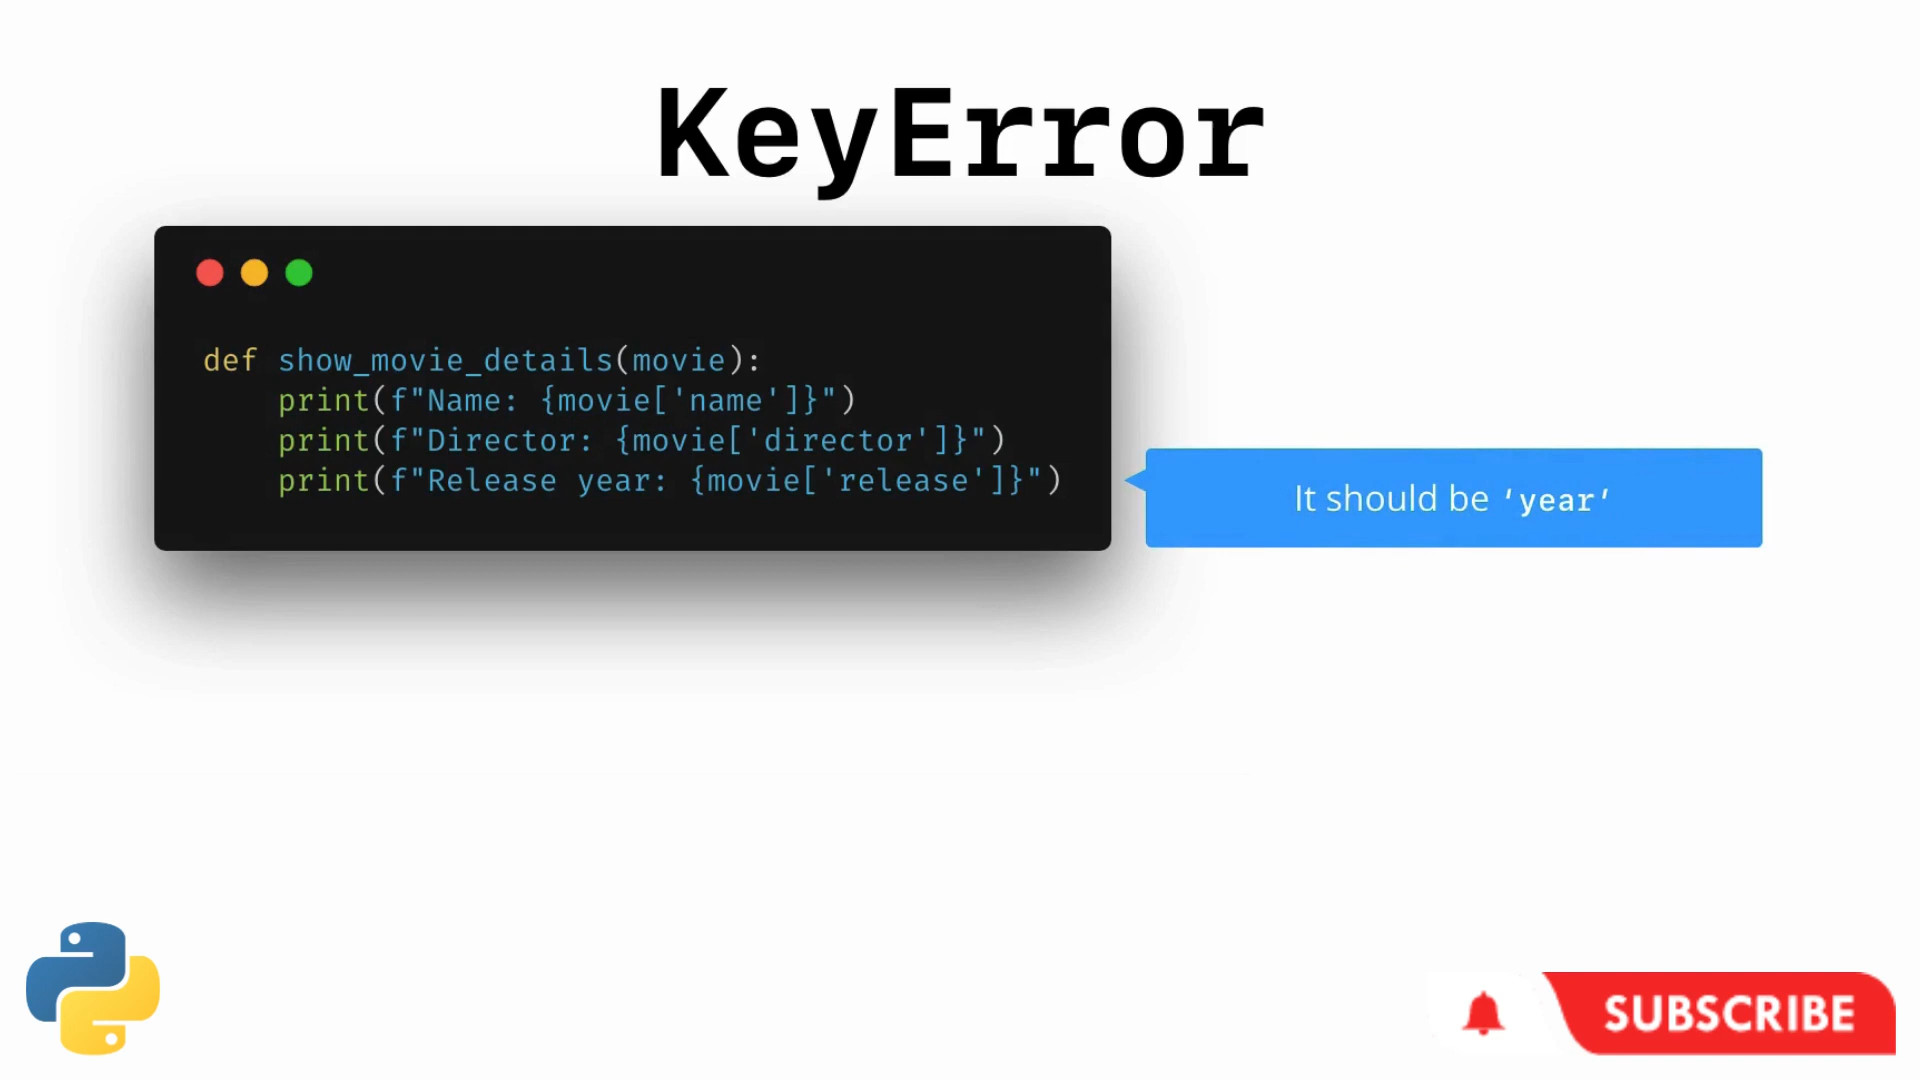 KeyError
def show_movie_details(movie):
    print(f"Name: {movie['name']}")
    print(f"Director: {movie['director']}")
    print(f"Release year: {movie['release']}")
It should be ‘year‘
SUBSCRIBE